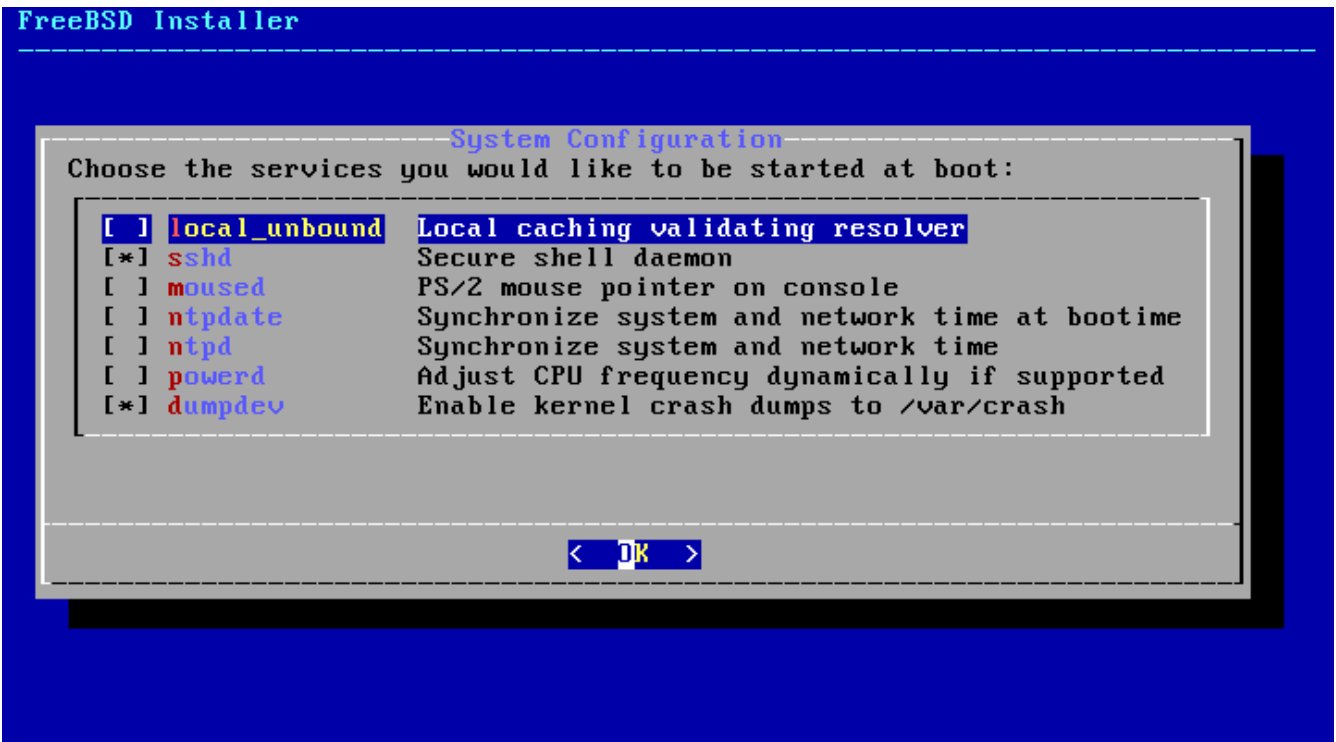 FreeBSD Installer
System Configuration
Choose the services you would like to be started at boot:
[ ] local_unbound Local caching validating resolver
[*] sshd Secure shell daemon
[ ] moused PS/2 mouse pointer on console
[ ] ntpdate Synchronize system and network time at bootime
[ ] ntpd Synchronize system and network time
[ ] powerd Adjust CPU frequency dynamically if supported
[*] dumpdev Enable kernel crash dumps to /var/crash
< OK >